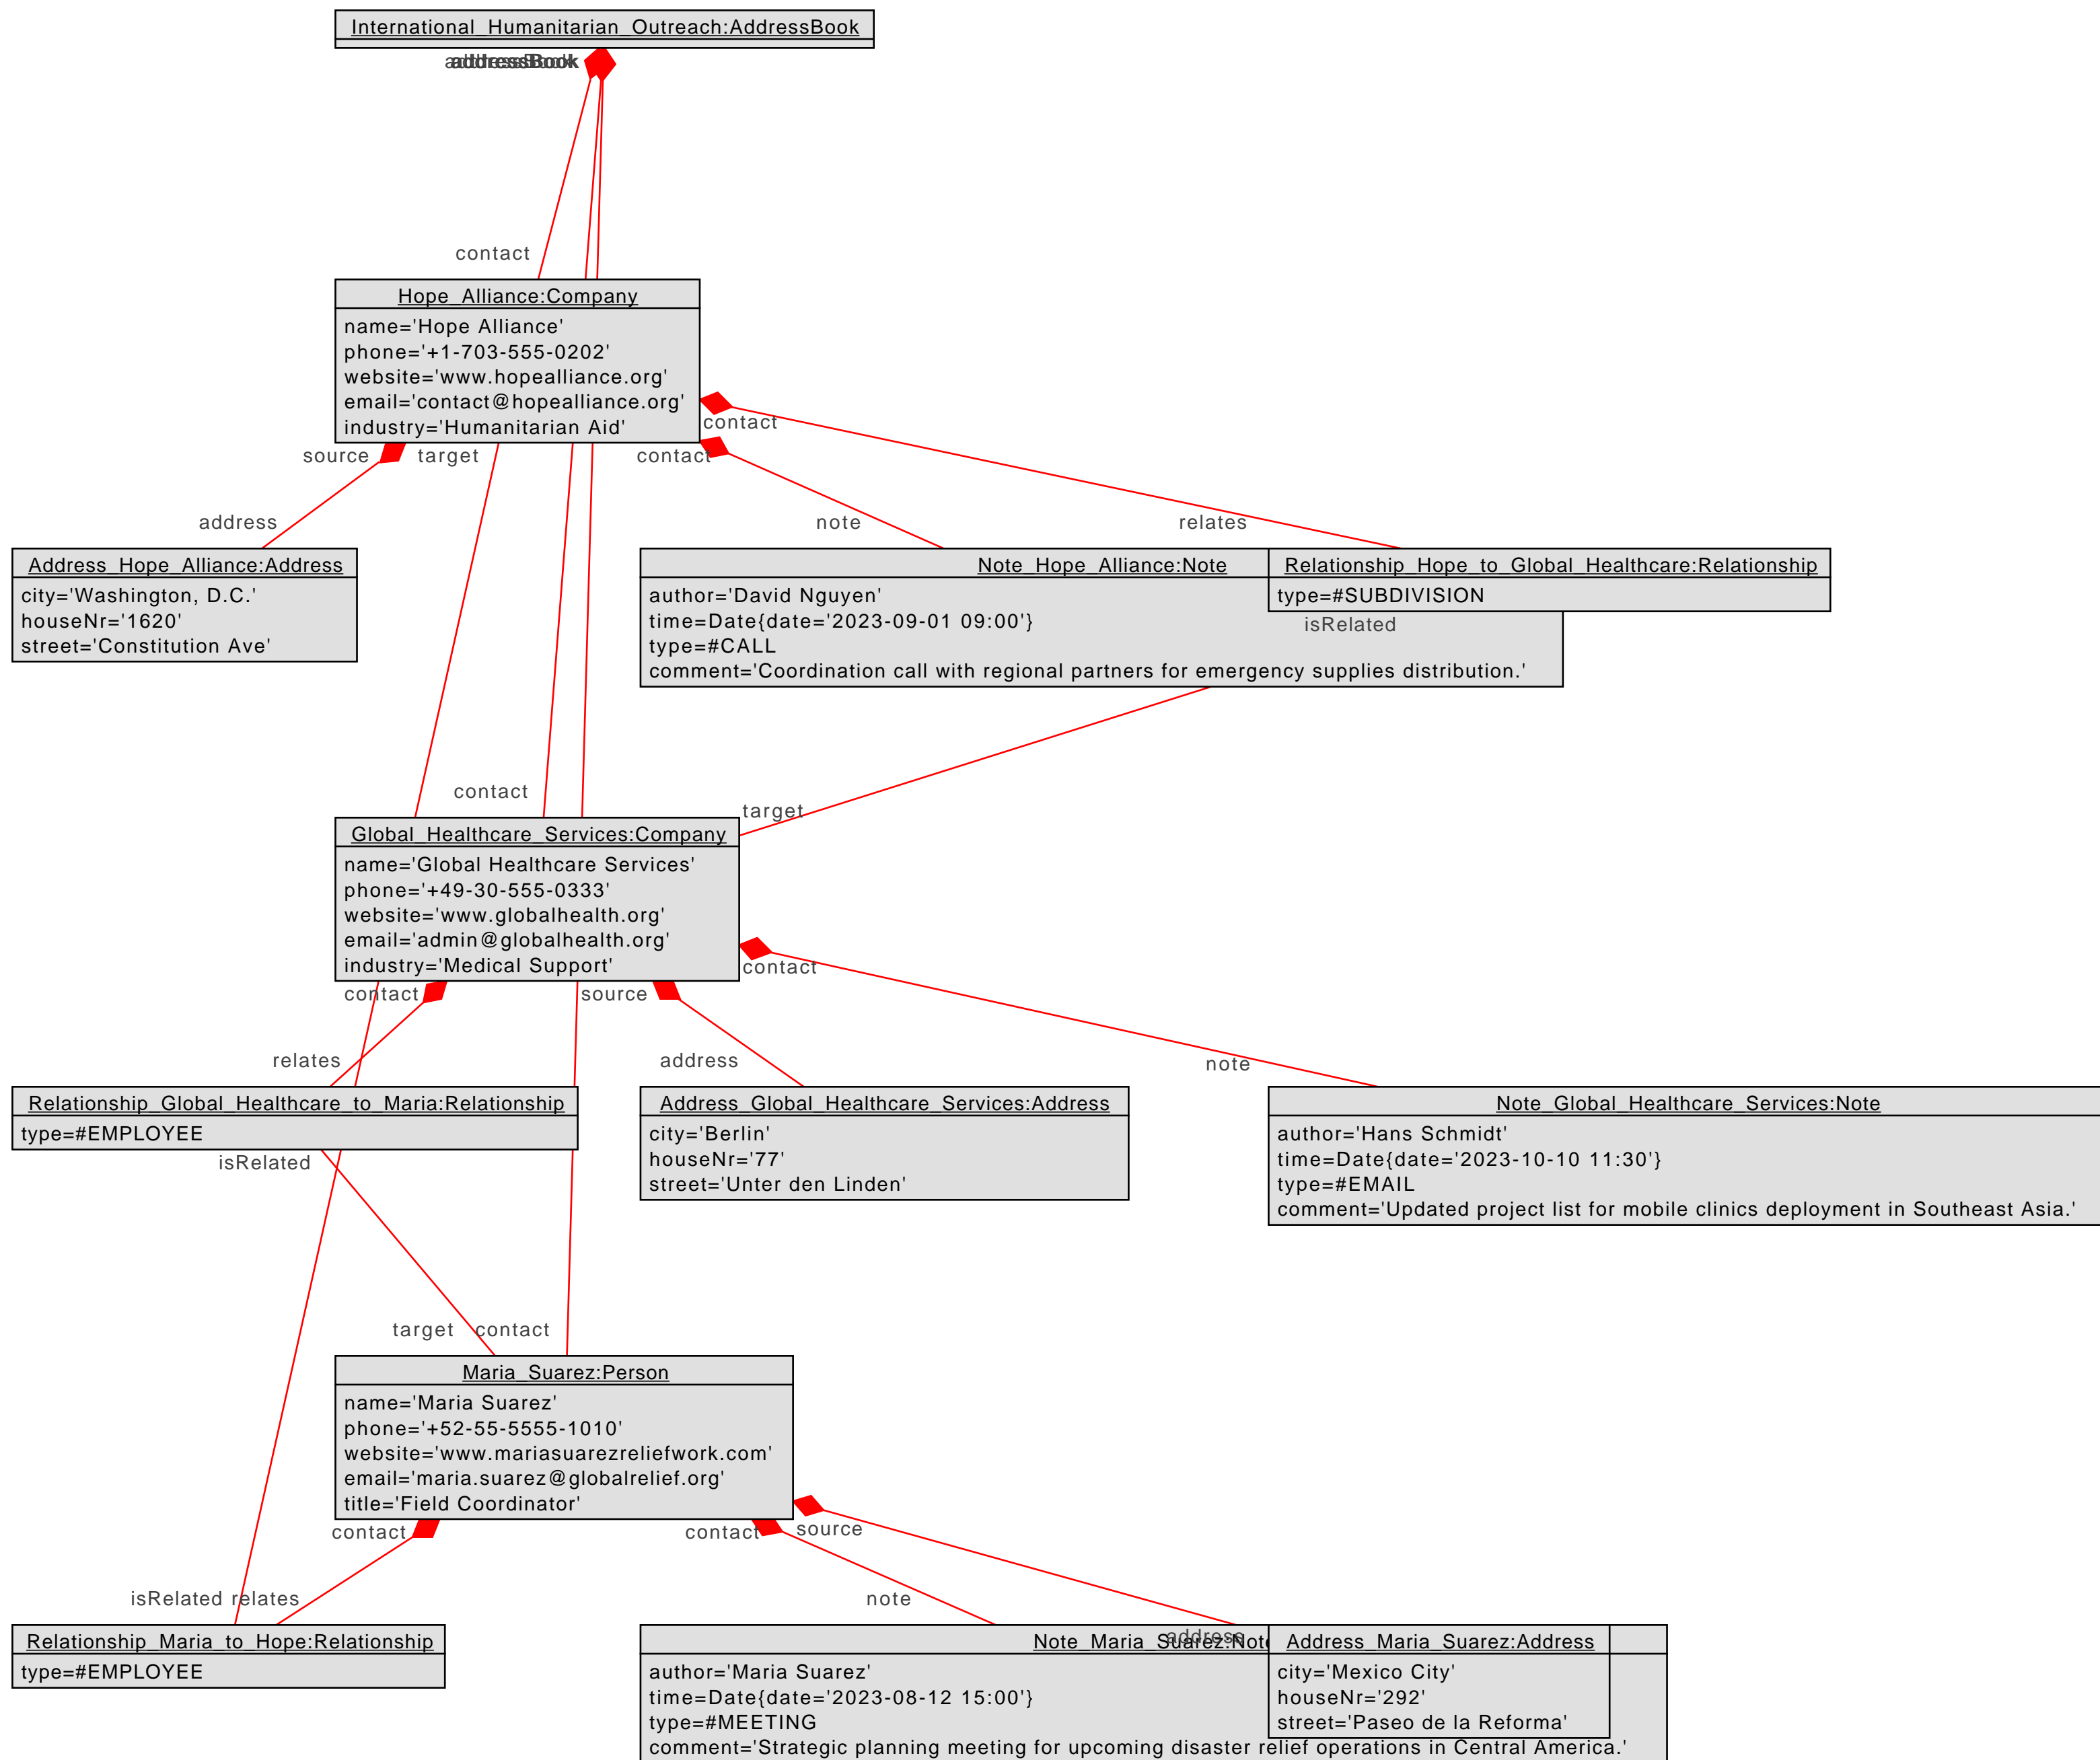 International_Humanitarian_Outreach:AddressBook
addressBook
contact
Hope_Alliance:Company
name='Hope Alliance'
phone='+1-703-555-0202'
website='www.hopealliance.org'
email='contact@hopealliance.org'
industry='Humanitarian Aid'
contact
source
target
contact
address
note
relates
Address_Hope_Alliance:Address
city='Washington, D.C.'
houseNr='1620'
street='Constitution Ave'
Note_Hope_Alliance:Note
author='David Nguyen'
time=Date{date='2023-09-01 09:00'}
type=#CALL
comment='Coordination call with regional partners for emergency supplies distribution.'
Relationship_Hope_to_Global_Healthcare:Relationship
type=#SUBDIVISION
isRelated
contact
target
Global_Healthcare_Services:Company
name='Global Healthcare Services'
phone='+49-30-555-0333'
website='www.globalhealth.org'
email='admin@globalhealth.org'
industry='Medical Support'
contact
contact
source
relates
address
note
Relationship_Global_Healthcare_to_Maria:Relationship
type=#EMPLOYEE
isRelated
Address_Global_Healthcare_Services:Address
city='Berlin'
houseNr='77'
street='Unter den Linden'
Note_Global_Healthcare_Services:Note
author='Hans Schmidt'
time=Date{date='2023-10-10 11:30'}
type=#EMAIL
comment='Updated project list for mobile clinics deployment in Southeast Asia.'
target
contact
Maria_Suarez:Person
name='Maria Suarez'
phone='+52-55-5555-1010'
website='www.mariasuarezreliefwork.com'
email='maria.suarez@globalrelief.org'
title='Field Coordinator'
contact
contact
source
isRelated
relates
note
address
Relationship_Maria_to_Hope:Relationship
type=#EMPLOYEE
Note_Maria_Suarez:Note
author='Maria Suarez'
time=Date{date='2023-08-12 15:00'}
type=#MEETING
comment='Strategic planning meeting for upcoming disaster relief operations in Central America.'
Address_Maria_Suarez:Address
city='Mexico City'
houseNr='292'
street='Paseo de la Reforma'